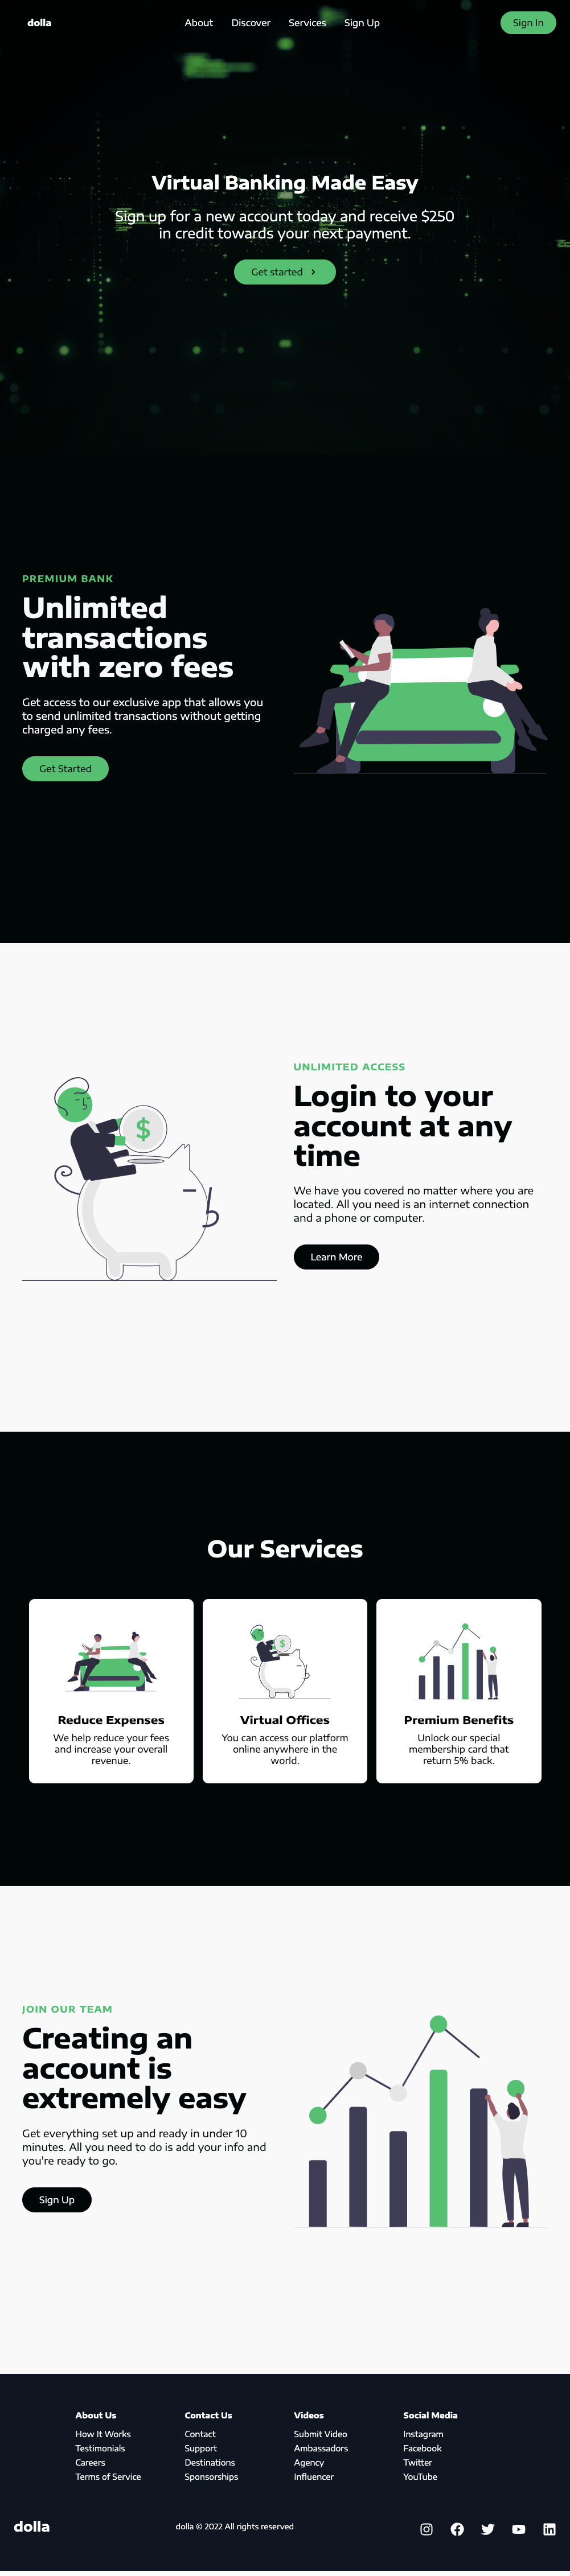 dolla
About Discover Services Sign Up
Sign In
Virtual Banking Made Easy
Sign up for a new account today and receive $250
in credit towards your next payment.
Get started
PREMIUM BANK
Unlimited
transactions
with zero fees
Get access to our exclusive app that allows you
to send unlimited transactions without getting
charged any fees.
Get Started
UNLIMITED ACCESS
Login to your
account at any
time
We have you covered no matter where you are
located. All you need is an internet connection
and a phone or computer.
Learn More
$
Our Services
$
Reduce Expenses
We help reduce your fees
and increase your overall
revenue.
Virtual Offices
You can access our platform
online anywhere in the
world.
Premium Benefits
Unlock our special
membership card that
return 5% back.
JOIN OUR TEAM
Creating an
account is
extremely easy
Get everything set up and ready in under 10
minutes. All you need to do is add your info and
you're ready to go.
Sign Up
About Us
How It Works
Testimonials
Careers
Terms of Service
Contact Us
Contact
Support
Destinations
Sponsorships
Videos
Submit Video
Ambassadors
Agency
Influencer
Social Media
Instagram
Facebook
Twitter
YouTube
dolla
dolla © 2022 All rights reserved